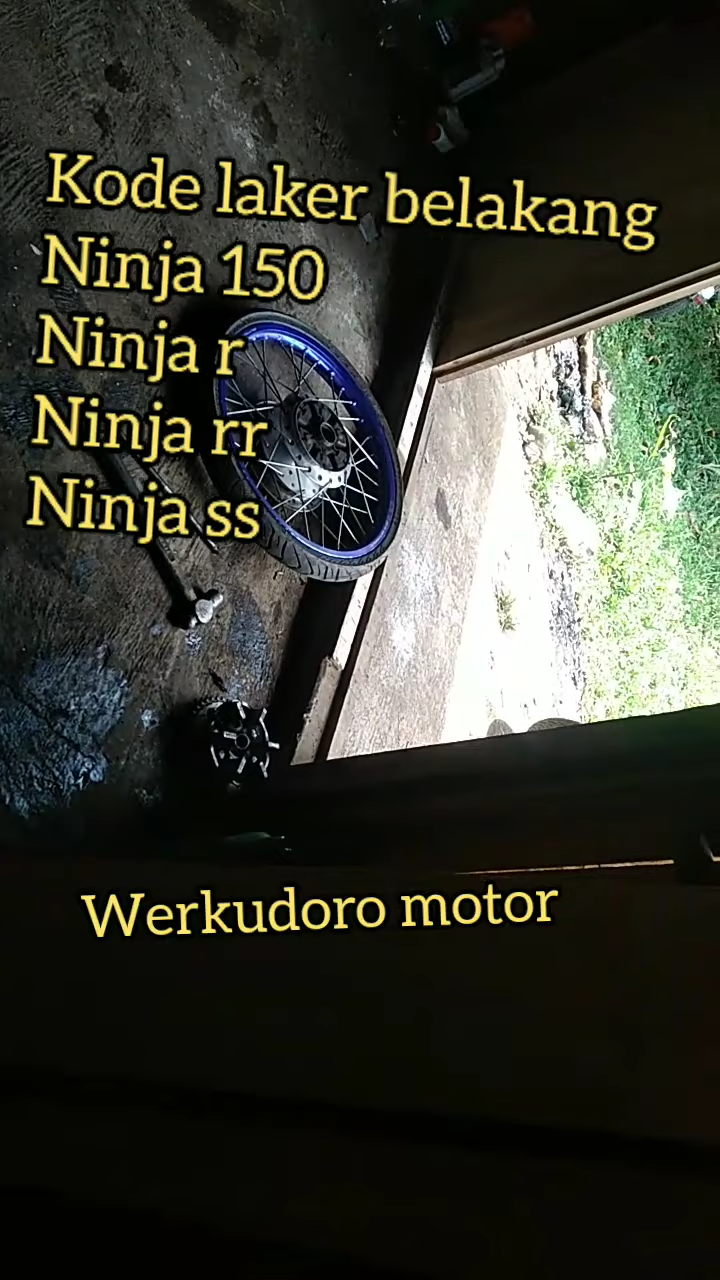 Kode laker belakang
Ninja 150
Ninja r
Ninja rr
Ninja ss
Werkudoro motor